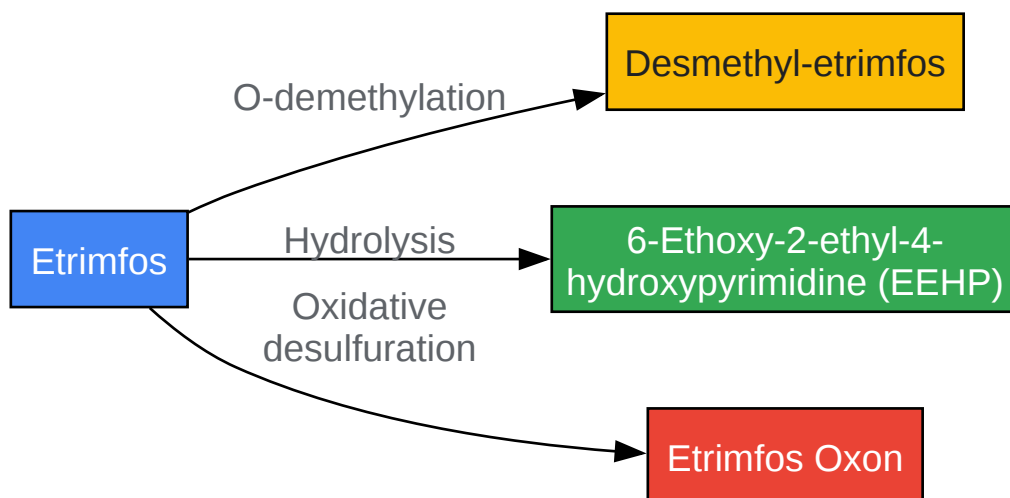 Desmethyl-etrimfos
O-demethylation
Etrimfos
Hydrolysis
6-Ethoxy-2-ethyl-4-
hydroxypyrimidine (EEHP)
Oxidative
desulfuration
Etrimfos Oxon